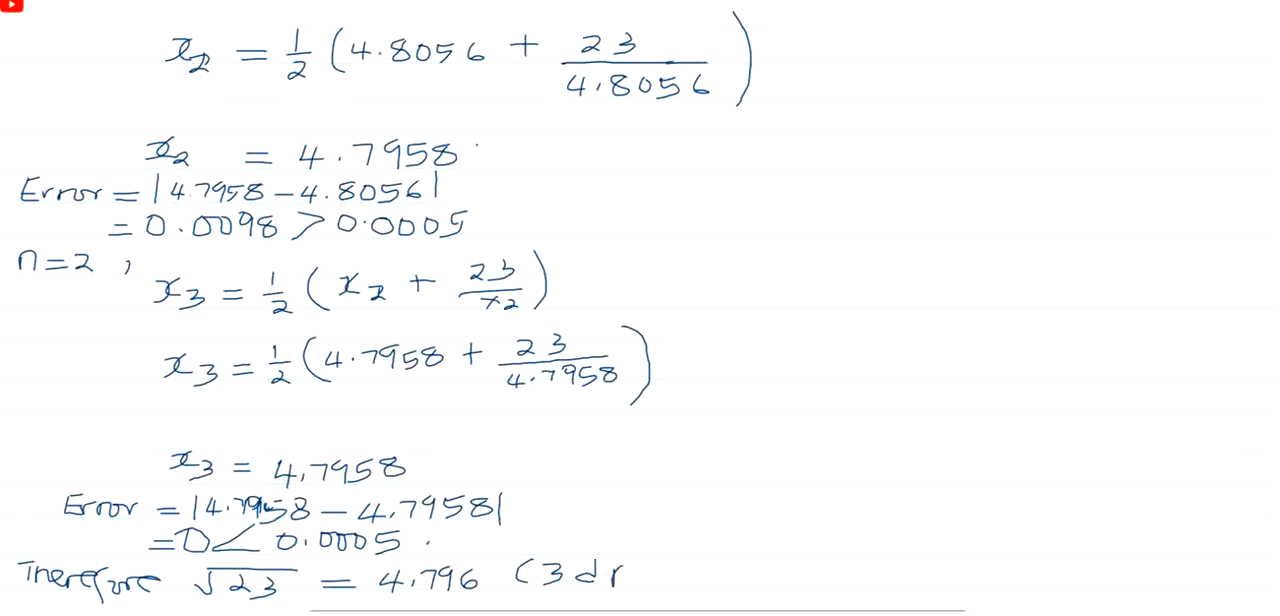 x₂ = 1/2 (4.8056 + 23/4.8056)
x₂ = 4.7958
Error = |4.7958 - 4.8056|
= 0.0098 > 0.0005
n=2 ,
x₃ = 1/2 (x₂ + 23/x₂)
x₃ = 1/2 (4.7958 + 23/4.7958)
x₃ = 4.7958
Error = |4.7958 - 4.7958|
= 0 < 0.0005 .
Therefore √23 = 4.796 (3 d